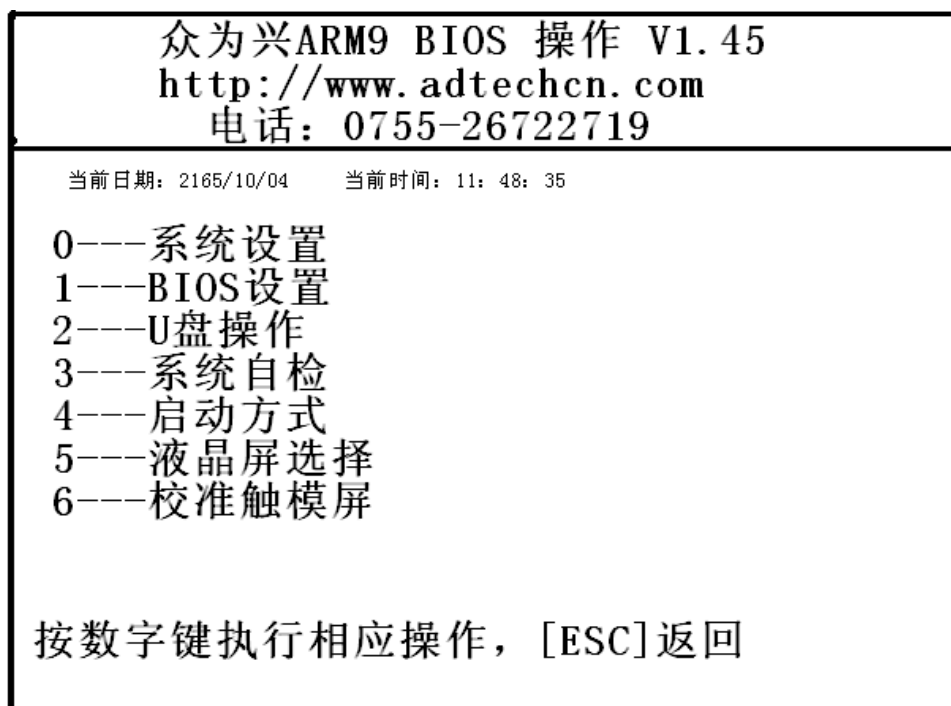 众为兴ARM9 BIOS 操作 V1.45
http://www.adtechcn.com
电话：0755-26722719
当前日期：2165/10/04 当前时间：11：48：35
0---系统设置
1---BIOS设置
2---U盘操作
3---系统自检
4---启动方式
5---液晶屏选择
6---校准触模屏
按数字键执行相应操作，[ESC]返回